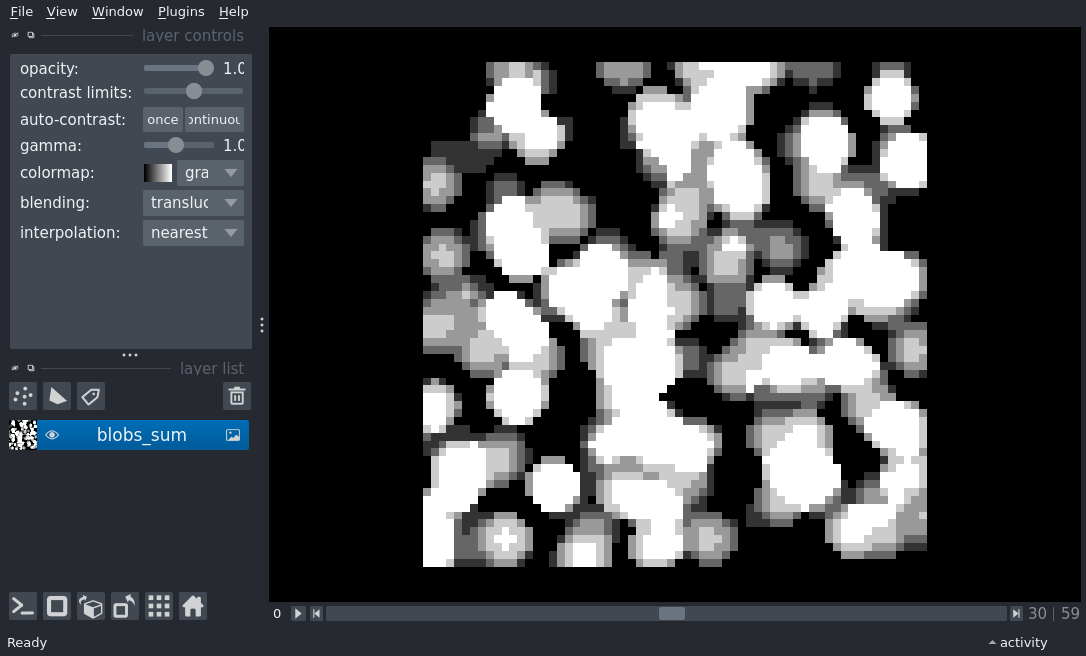 File View Window Plugins Help
layer controls
opacity: 1.0
contrast limits:
auto-contrast: once ontinuou
gamma: 1.0
colormap: gra
blending: transluc
interpolation: nearest
layer list
blobs_sum
0 30 | 59
Ready activity